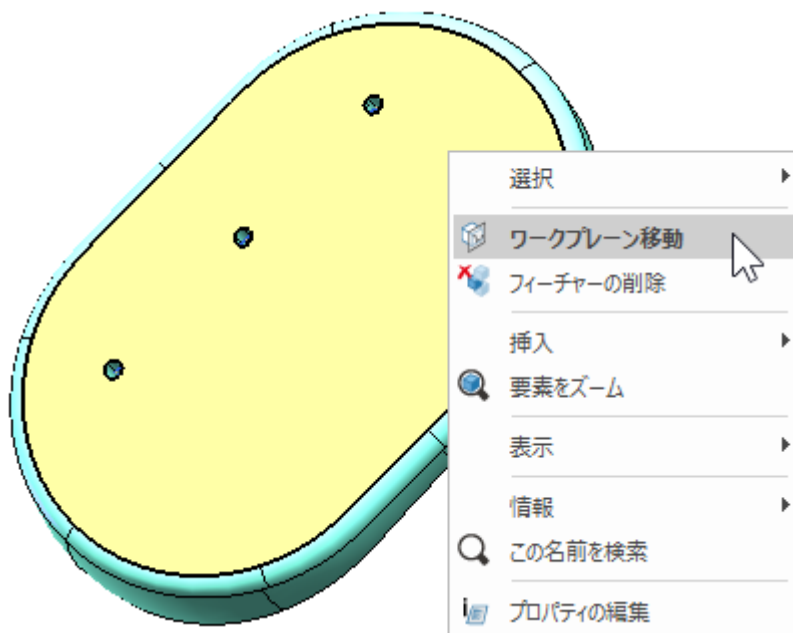 選択
ワークプレーン移動
フィーチャーの削除
挿入
要素をズーム
表示
情報
この名前を検索
プロパティの編集